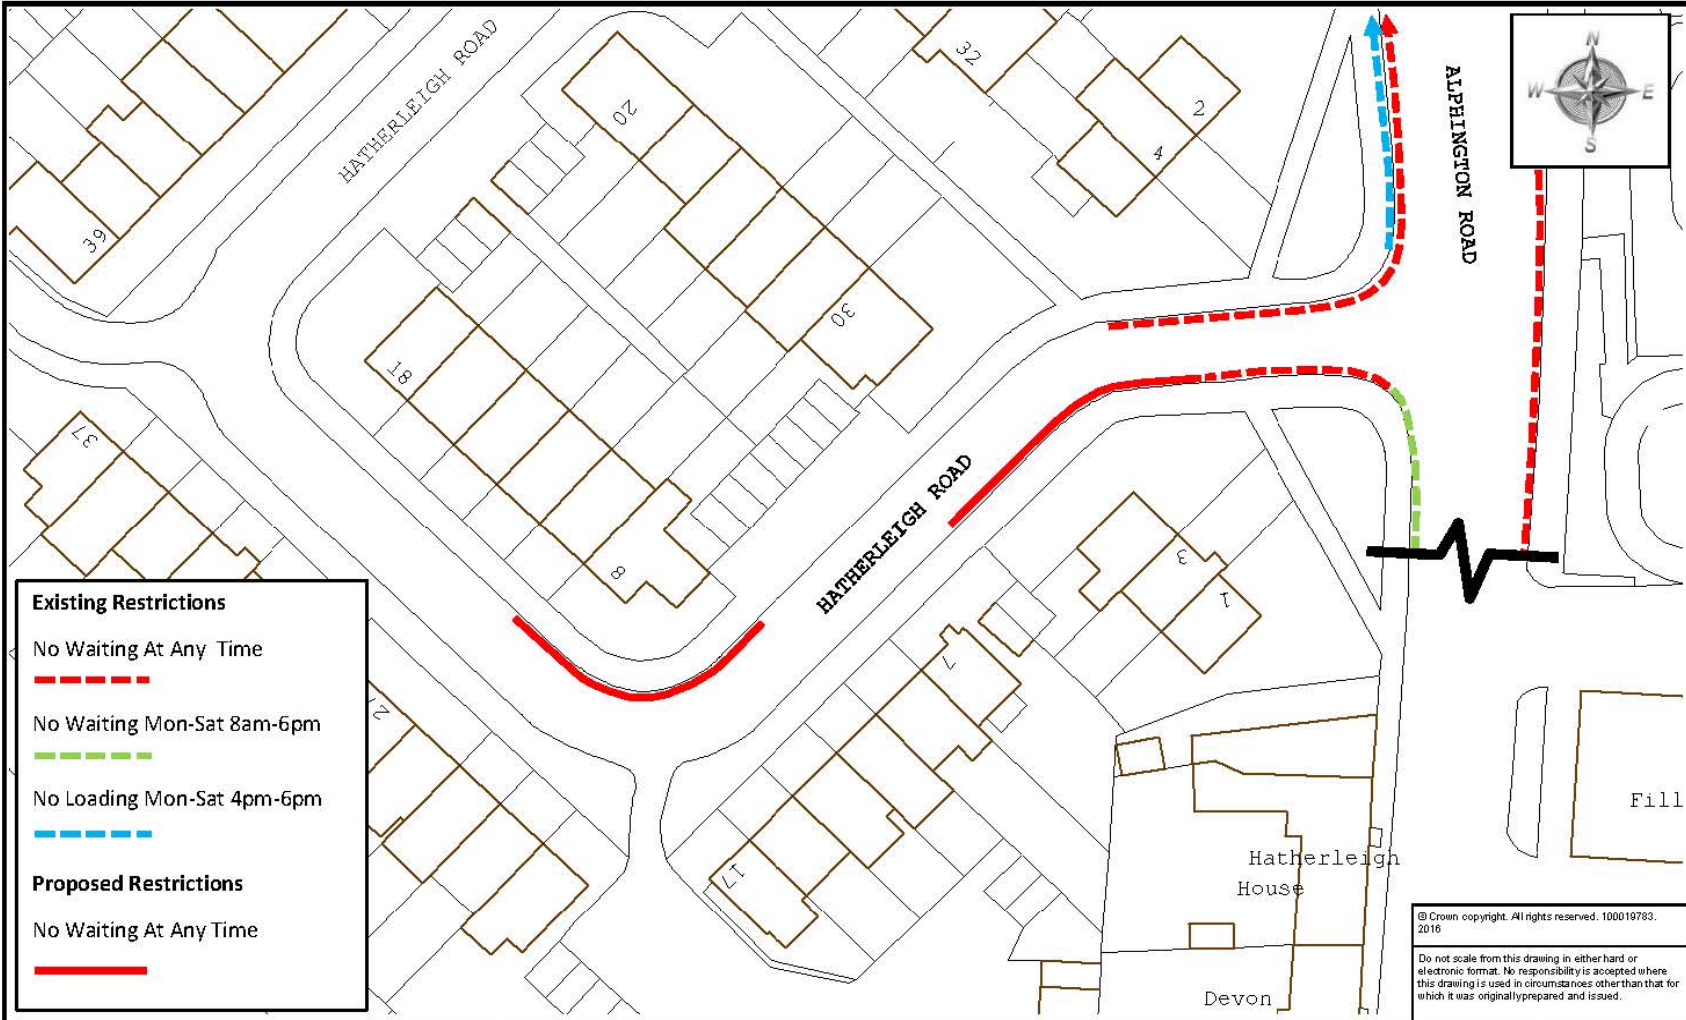 HATHERLEIGH ROAD
32
2
4
20
39
30
18
37
8
3
1
7
27
17
ALPHINGTON ROAD
N
W
E
S
HATHERLEIGH ROAD
Existing Restrictions
No Waiting At Any Time
No Waiting Mon-Sat 8am-6pm
No Loading Mon-Sat 4pm-6pm
Proposed Restrictions
No Waiting At Any Time
Fill
Hatherleigh
House
Devon
© Crown copyright. All rights reserved. 100019783.
2016
Do not scale from this drawing in either hard or
electronic format. No responsibility is accepted where
this drawing is used in circumstances other than that for
which it was originally prepared and issued.